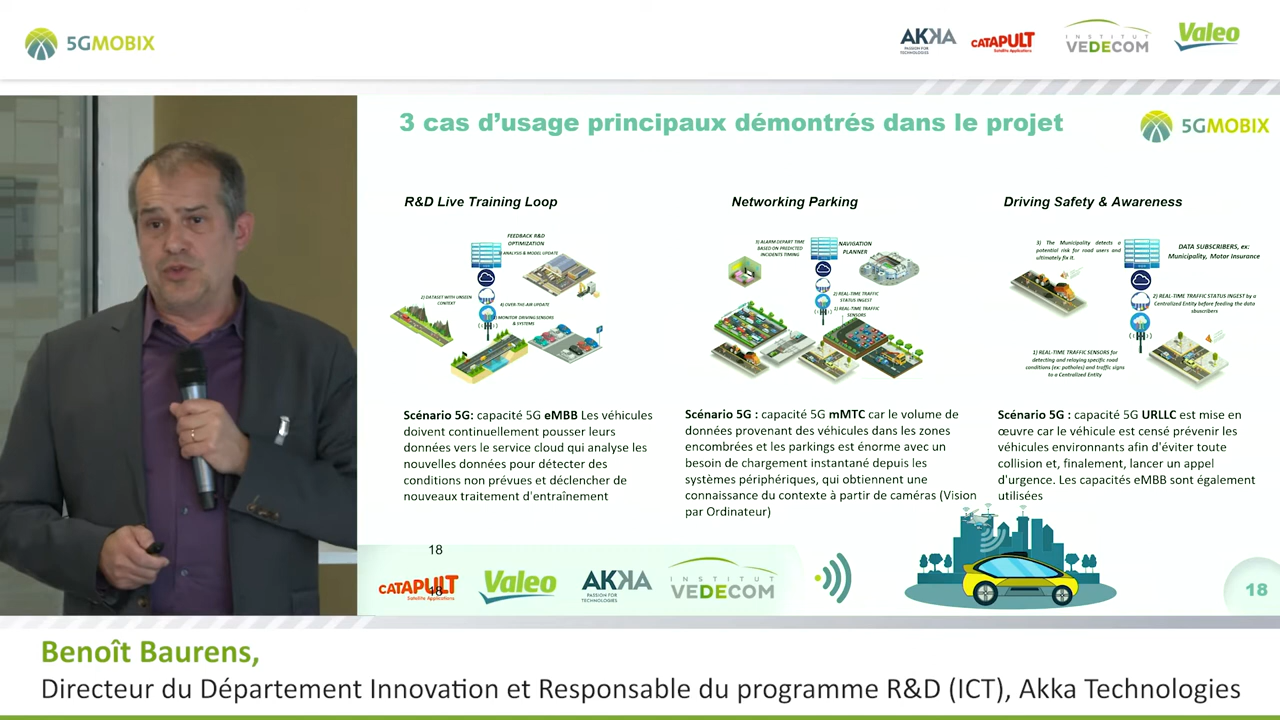 5GMOBIX
AKKA
PASSION FOR
TECHNOLOGIES
CATAPULT
Satellite Applications
INSTITUT
VEDECOM
Valeo
3 cas d’usage principaux démontrés dans le projet
5GMOBIX
R&D Live Training Loop
FEEDBACK R&D
OPTIMIZATION
ANALYSIS & MODEL UPDATE
2) DATASET WITH UNSEEN
CONTEXT
4) OVER-THE-AIR UPDATE
MONITOR DRIVING SENSORS
& SYSTEMS
Scénario 5G: capacité 5G eMBB Les véhicules
doivent continuellement pousser leurs
données vers le service cloud qui analyse les
nouvelles données pour détecter des
conditions non prévues et déclencher de
nouveaux traitement d'entraînement
Networking Parking
3) ALARM DEPART TIME
BASED ON PREDICTED
INCIDENTS TIMING
NAVIGATION
PLANNER
2) REAL-TIME TRAFFIC
STATUS INGEST
1) REAL-TIME TRAFFIC
SENSORS
Scénario 5G : capacité 5G mMTC car le volume de
données provenant des véhicules dans les zones
encombrées et les parkings est énorme avec un
besoin de chargement instantané depuis les
systèmes périphériques, qui obtiennent une
connaissance du contexte à partir de caméras (Vision
par Ordinateur)
Driving Safety & Awareness
3) The Municipality detects a
potential risk for road users and
ultimately fix it.
DATA SUBSCRIBERS, ex:
Municipality, Motor Insurance
2) REAL-TIME TRAFFIC STATUS INGEST by a
Centralized Entity before feeding the data
sbuscribers
1) REAL-TIME TRAFFIC SENSORS for
detecting and relaying specific road
conditions (ex: potholes) and traffic signs
to a Centralized Entity
Scénario 5G : capacité 5G URLLC est mise en
œuvre car le véhicule est censé prévenir les
véhicules environnants afin d'éviter toute
collision et, finalement, lancer un appel
d'urgence. Les capacités eMBB sont également
utilisées
18
CATAPULT
Satellite Applications
18
Valeo
AKKA
PASSION FOR
TECHNOLOGIES
INSTITUT
VEDECOM
18
Benoît Baurens,
Directeur du Département Innovation et Responsable du programme R&D (ICT), Akka Technologies